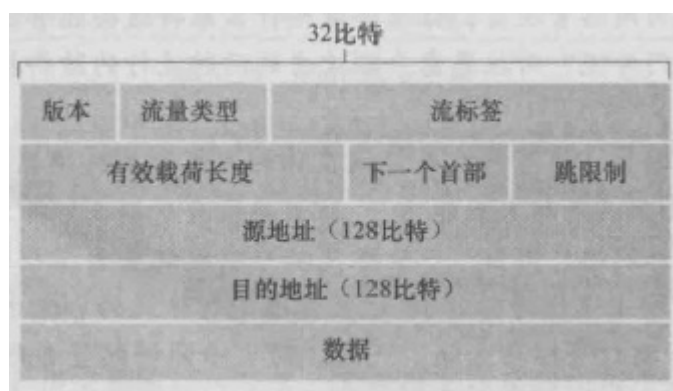 32比特
版本 流量类型 流标签
有效载荷长度 下一个首部 跳限制
源地址（128比特）
目的地址（128比特）
数据